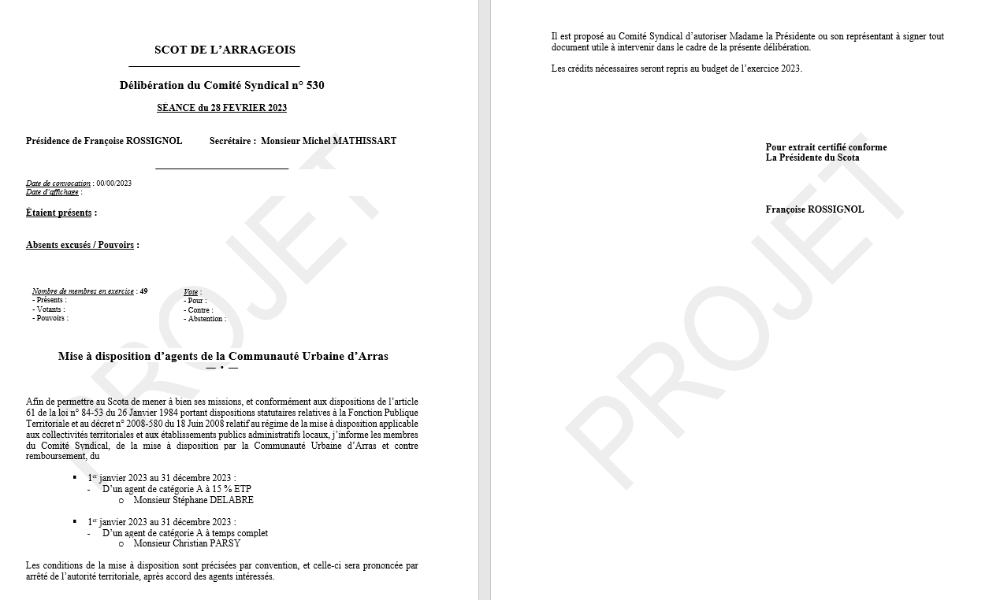 SCOT DE L'ARRAGEOIS
Délibération du Comité Syndical n° 530
SÉANCE du 28 FEVRIER 2023
Présidence de Françoise ROSSIGNOL Secrétaire : Monsieur Michel MATHISSART
Date de convocation : 00/00/2023
Date d'affichage :
Étaient présents :
Absents excusés / Pouvoirs :
Nombre de membres en exercice : 49
- Présents :
- Votants :
- Pouvoirs :
Vote :
- Pour :
- Contre :
- Abstention :
Mise à disposition d'agents de la Communauté Urbaine d'Arras
— • —
Afin de permettre au Scota de mener à bien ses missions, et conformément aux dispositions de l'article
61 de la loi n° 84-53 du 26 Janvier 1984 portant dispositions statutaires relatives à la Fonction Publique
Territoriale et au décret n° 2008-580 du 18 Juin 2008 relatif au régime de la mise à disposition applicable
aux collectivités territoriales et aux établissements publics administratifs locaux, j'informe les membres
du Comité Syndical, de la mise à disposition par la Communauté Urbaine d'Arras et contre
remboursement, du
▪ 1er janvier 2023 au 31 décembre 2023 :
- D'un agent de catégorie A à 15 % ETP
o Monsieur Stéphane DELABRE
▪ 1er janvier 2023 au 31 décembre 2023 :
- D'un agent de catégorie A à temps complet
o Monsieur Christian PARSY
Les conditions de la mise à disposition sont précisées par convention, et celle-ci sera prononcée par
arrêté de l'autorité territoriale, après accord des agents intéressés.
PROJET
Il est proposé au Comité Syndical d'autoriser Madame la Présidente ou son représentant à signer tout
document utile à intervenir dans le cadre de la présente délibération.
Les crédits nécessaires seront repris au budget de l'exercice 2023.
Pour extrait certifié conforme
La Présidente du Scota
Françoise ROSSIGNOL
PROJET